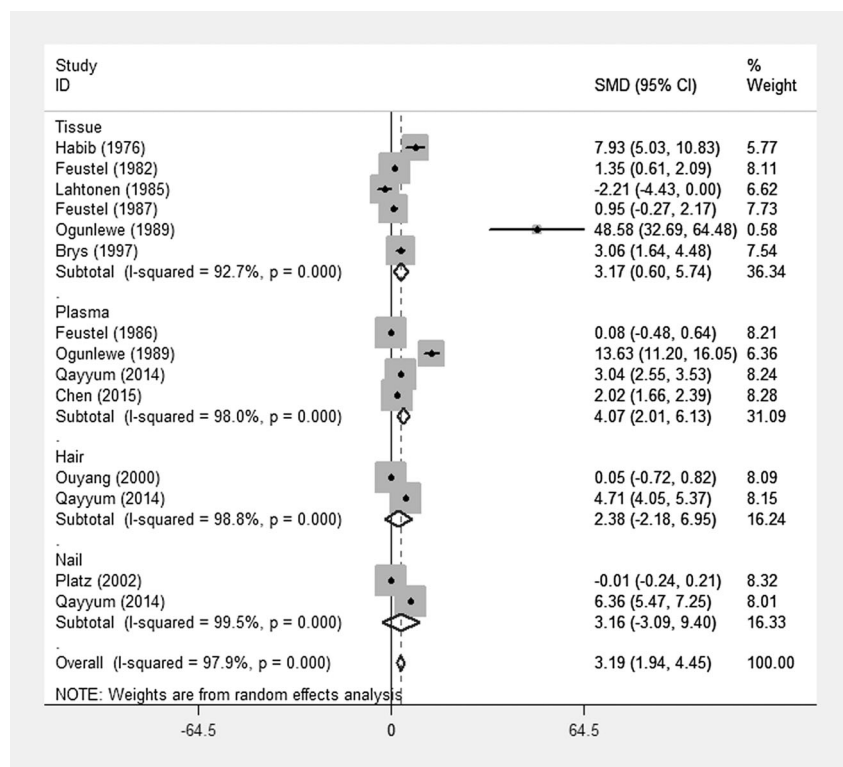 Study %
ID SMD (95% CI) Weight
Tissue
Habib (1976) 7.93 (5.03, 10.83) 5.77
Feustel (1982) 1.35 (0.61, 2.09) 8.11
Lahtonen (1985) -2.21 (-4.43, 0.00) 6.62
Feustel (1987) 0.95 (-0.27, 2.17) 7.73
Ogunlewe (1989) 48.58 (32.69, 64.48) 0.58
Brys (1997) 3.06 (1.64, 4.48) 7.54
Subtotal (I-squared = 92.7%, p = 0.000) 3.17 (0.60, 5.74) 36.34
.
Plasma
Feustel (1986) 0.08 (-0.48, 0.64) 8.21
Ogunlewe (1989) 13.63 (11.20, 16.05) 6.36
Qayyum (2014) 3.04 (2.55, 3.53) 8.24
Chen (2015) 2.02 (1.66, 2.39) 8.28
Subtotal (I-squared = 98.0%, p = 0.000) 4.07 (2.01, 6.13) 31.09
.
Hair
Ouyang (2000) 0.05 (-0.72, 0.82) 8.09
Qayyum (2014) 4.71 (4.05, 5.37) 8.15
Subtotal (I-squared = 98.8%, p = 0.000) 2.38 (-2.18, 6.95) 16.24
.
Nail
Platz (2002) -0.01 (-0.24, 0.21) 8.32
Qayyum (2014) 6.36 (5.47, 7.25) 8.01
Subtotal (I-squared = 99.5%, p = 0.000) 3.16 (-3.09, 9.40) 16.33
.
Overall (I-squared = 97.9%, p = 0.000) 3.19 (1.94, 4.45) 100.00
NOTE: Weights are from random effects analysis
-64.5 0 64.5